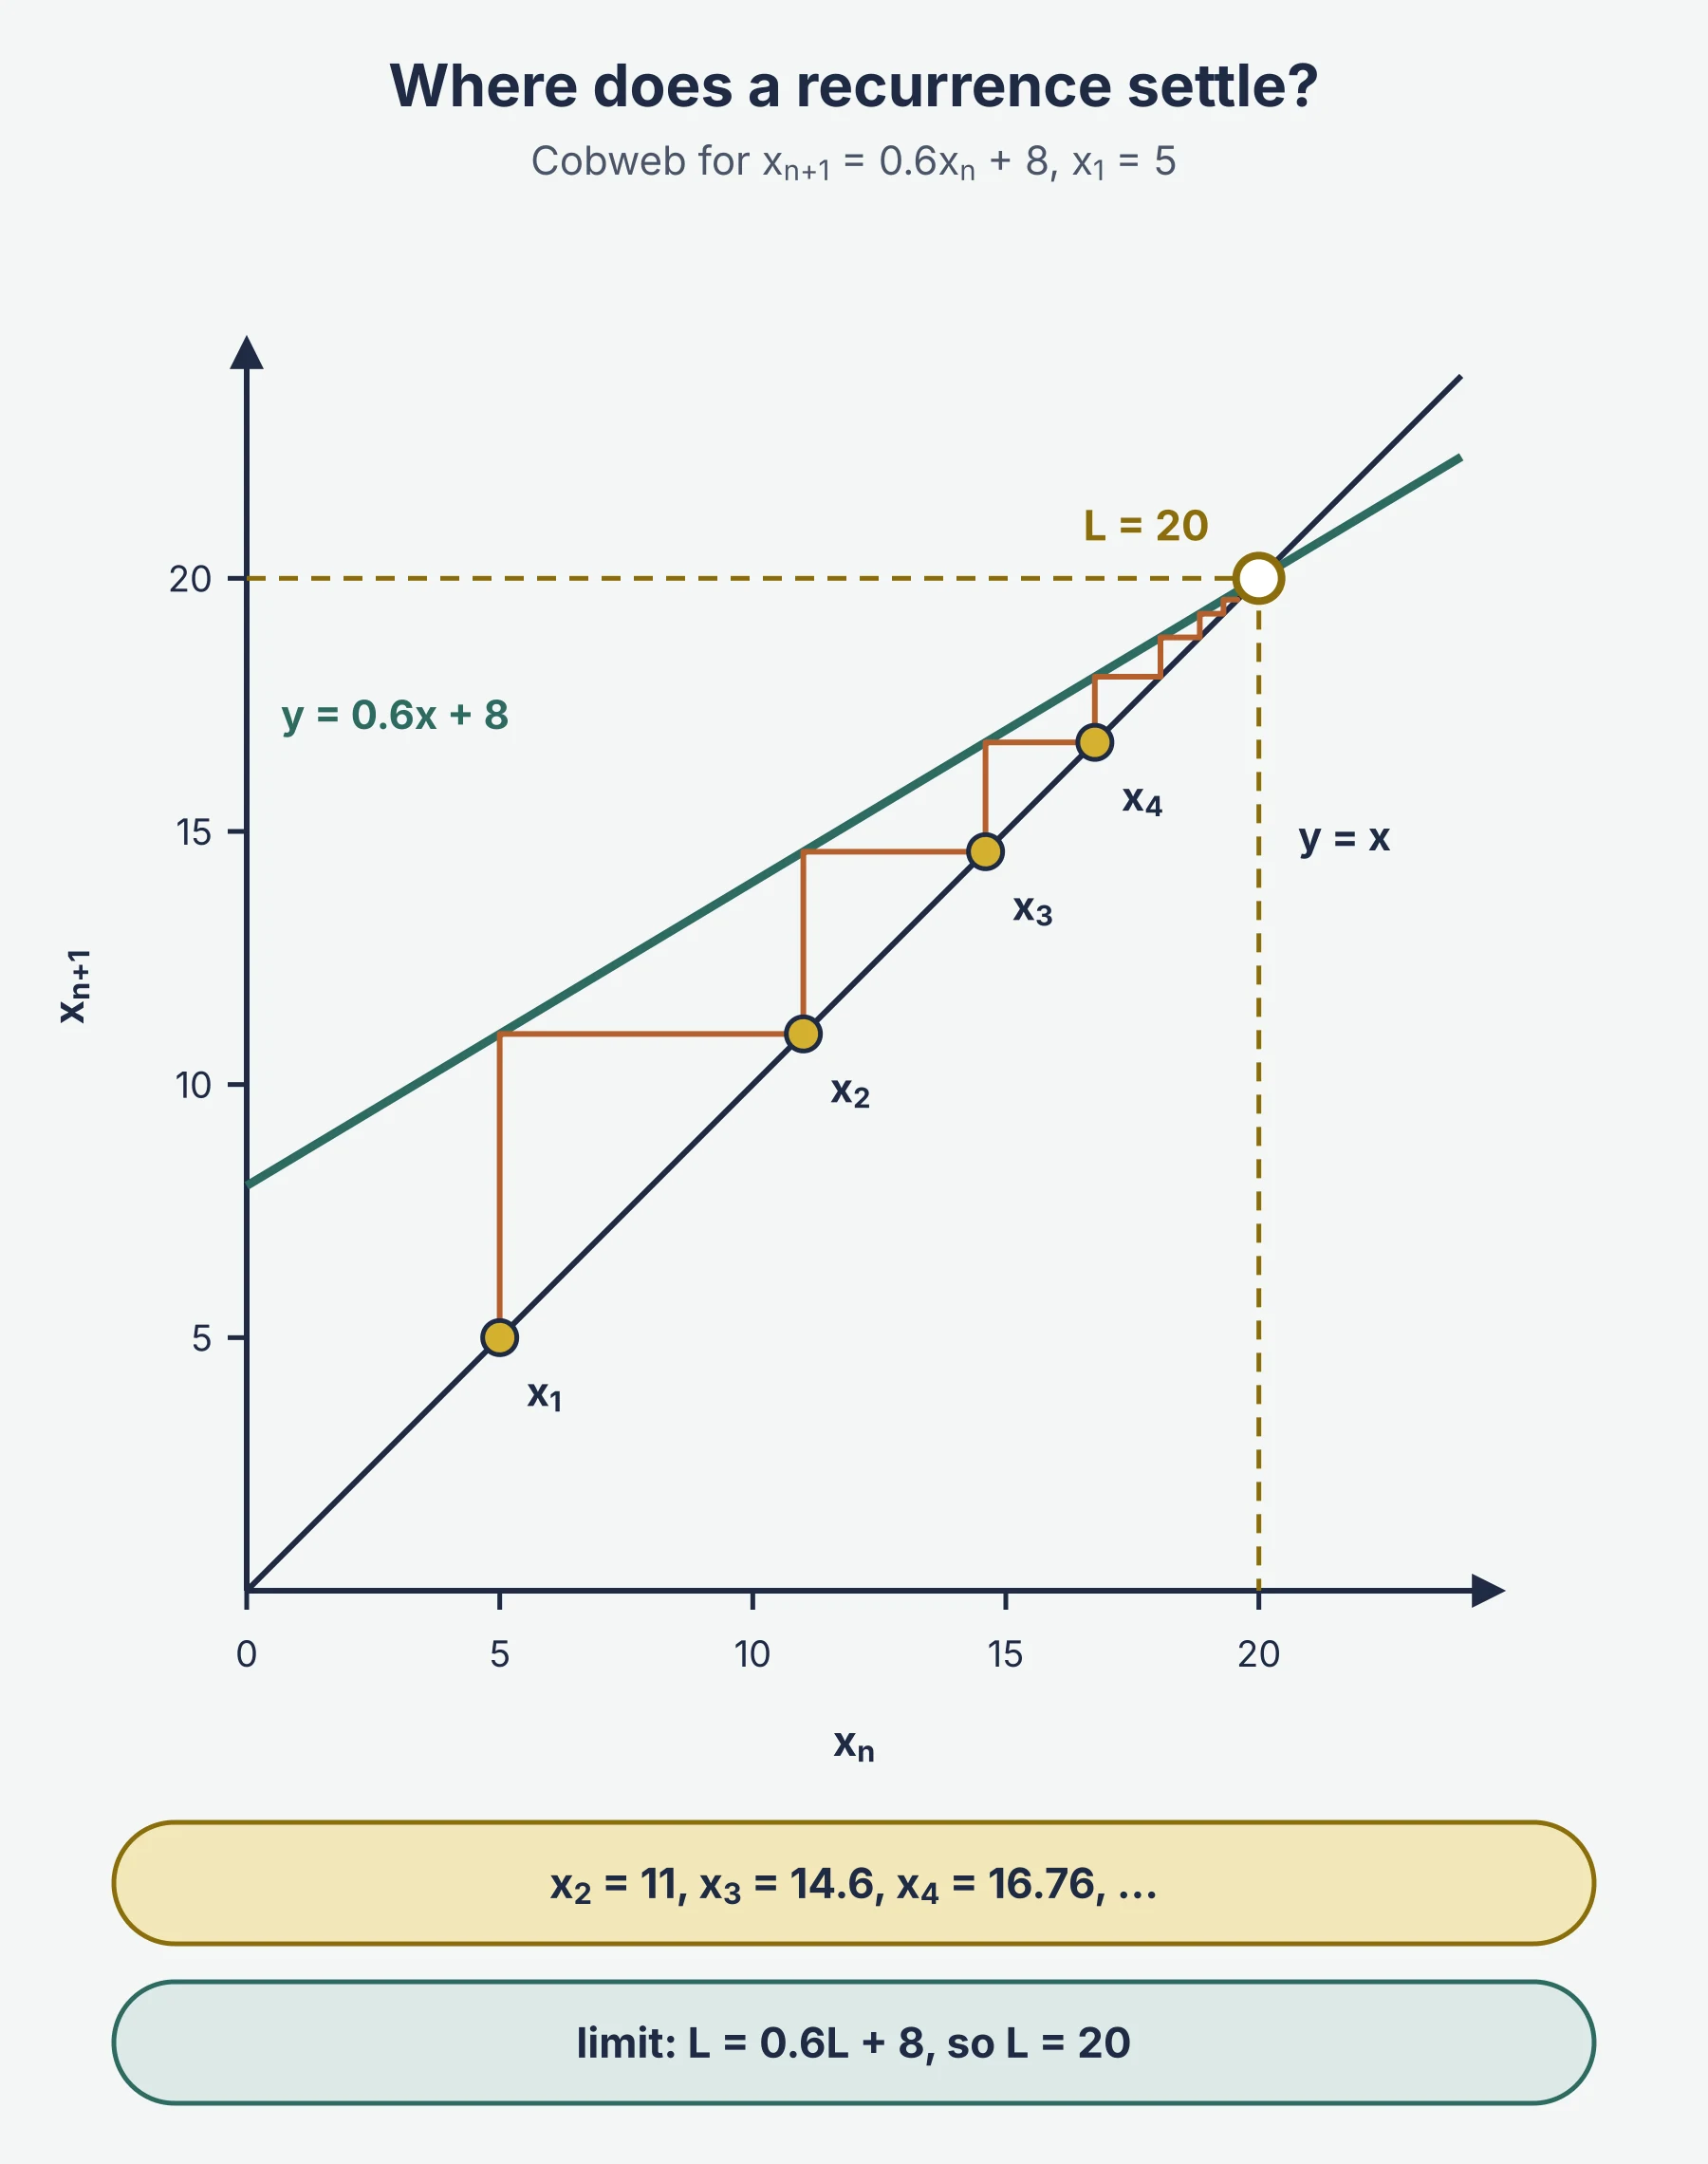 Where does a recurrence settle?
Cobweb for xₙ₊₁ = 0.6xₙ + 8, x₁ = 5
L = 20
20
y = 0.6x + 8
x₄
15
y = x
x₃
xₙ₊₁
10
x₂
5
x₁
0 5 10 15 20
xₙ
x₂ = 11, x₃ = 14.6, x₄ = 16.76, …
limit: L = 0.6L + 8, so L = 20